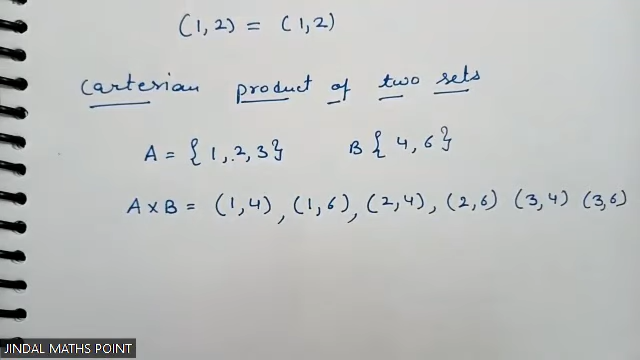 (1,2) = (1,2)
Carterian product of two sets
A = { 1,2,3} B { 4,6}
A×B = (1,4), (1,6), (2,4), (2,6) (3,4) (3,6)
JINDAL MATHS POINT